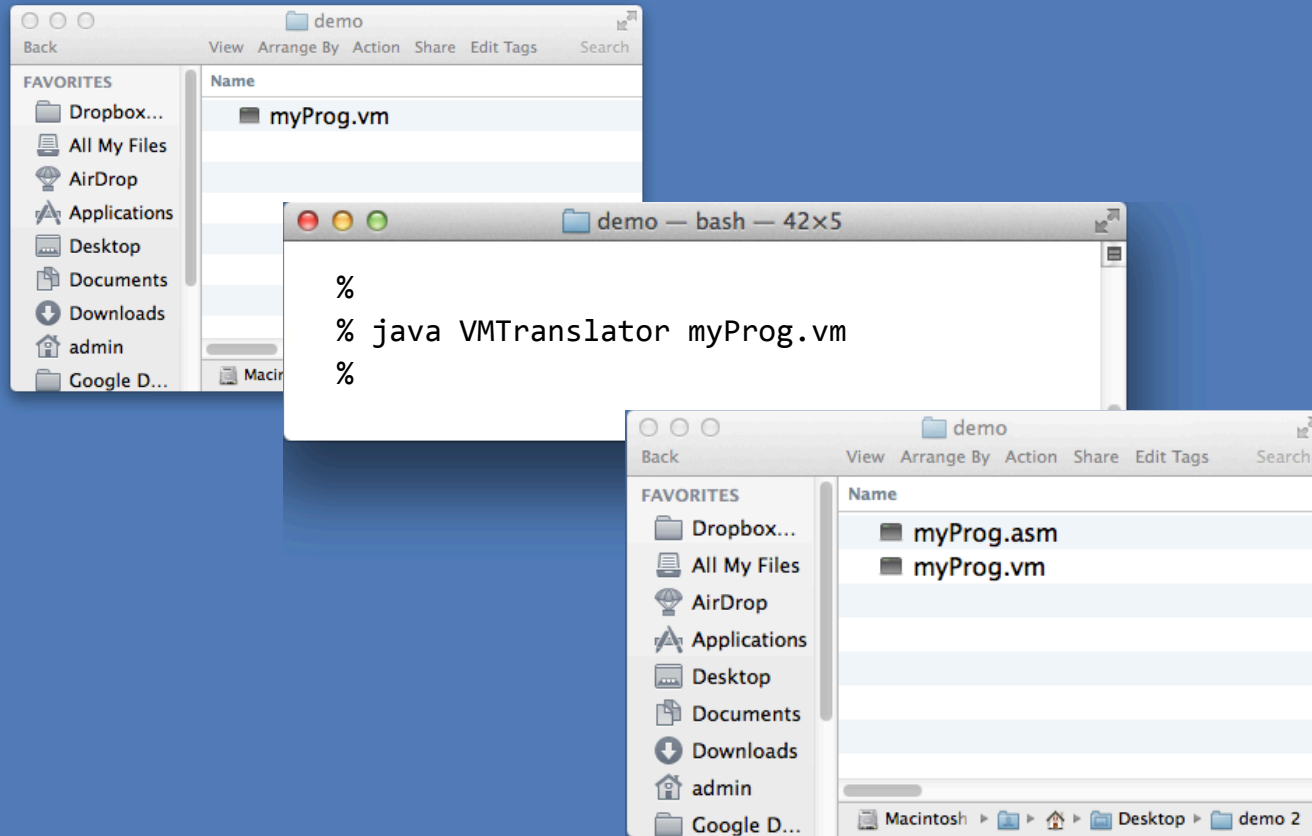 demo
Back View Arrange By Action Share Edit Tags Search
FAVORITES
Name
Dropbox...
myProg.vm
All My Files
AirDrop
Applications
Desktop
Documents
Downloads
admin
Google D...
demo — bash — 42×5
%
% java VMTranslator myProg.vm
%
demo
Back View Arrange By Action Share Edit Tags Search
FAVORITES
Name
Dropbox...
myProg.asm
All My Files
myProg.vm
AirDrop
Applications
Desktop
Documents
Downloads
admin
Google D...
Macintosh Desktop demo 2